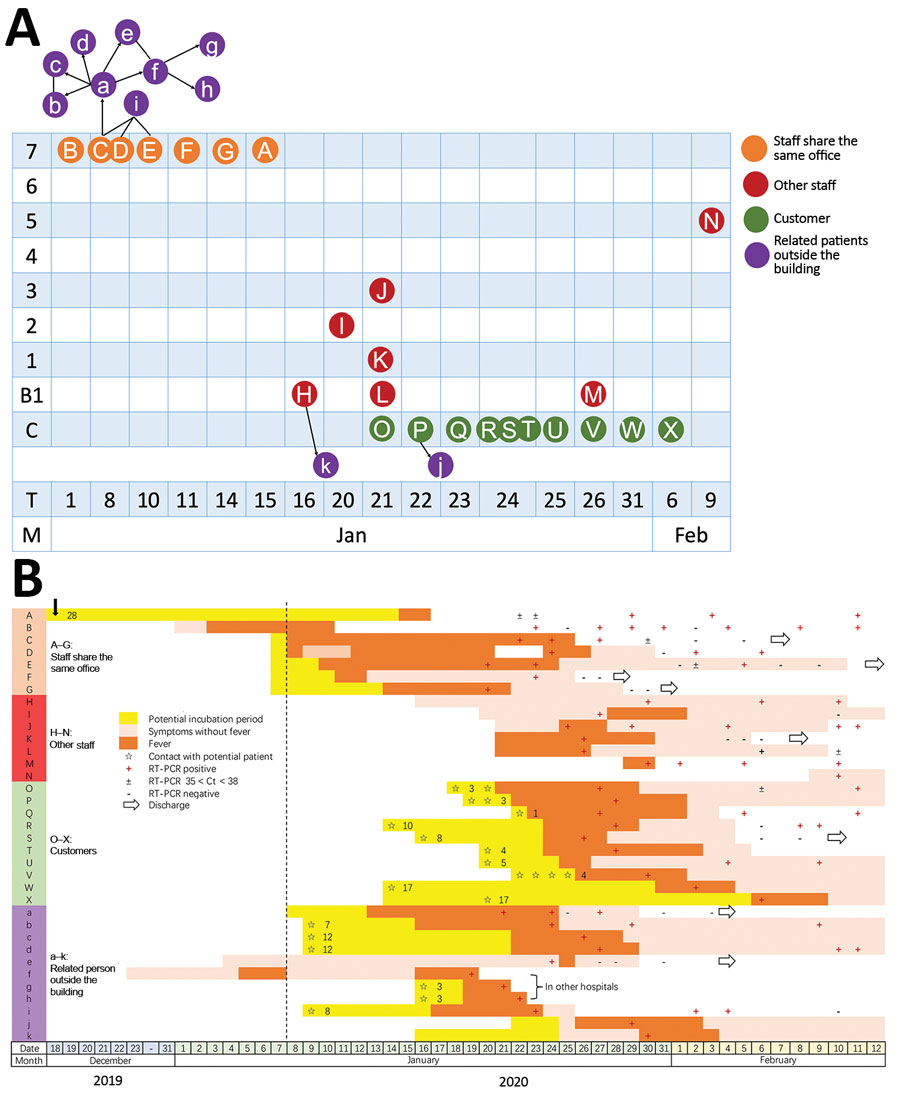 A
a
b
c
d
e
f
g
h
i
7 B C D E F G A
6
5 N
4
3 J
2 I
1 K
B1 H L M
C O P Q R S T U V W X
k j
T 1 8 10 11 14 15 16 20 21 22 23 24 25 26 31 6 9
M Jan Feb
Staff share the
same office
Other staff
Customer
Related patients
outside the
building
B
A 28
B
C
D
E
F
G
A–G:
Staff share the
same office
H
I
J
K
L
M
N
H–N:
Other staff
Potential incubation period
Symptoms without fever
Fever
☆ Contact with potential patient
+ RT-PCR positive
± RT-PCR 35 < Ct < 38
- RT-PCR negative
Discharge
O 3
P 3
Q 1
R 10
S 8
T 4
U 5
V 4
W 17
X 17
O–X:
Customers
a
b 7
c 12
d 12
e
f
g 3
h 3
i 8
j
k
a–k:
Related person
outside the
building
In other hospitals
Date 18 19 20 21 22 23 - 31 1 2 3 4 5 6 7 8 9 10 11 12 13 14 15 16 17 18 19 20 21 22 23 24 25 26 27 28 29 30 31 1 2 3 4 5 6 7 8 9 10 11 12
Month December January February
2019 2020